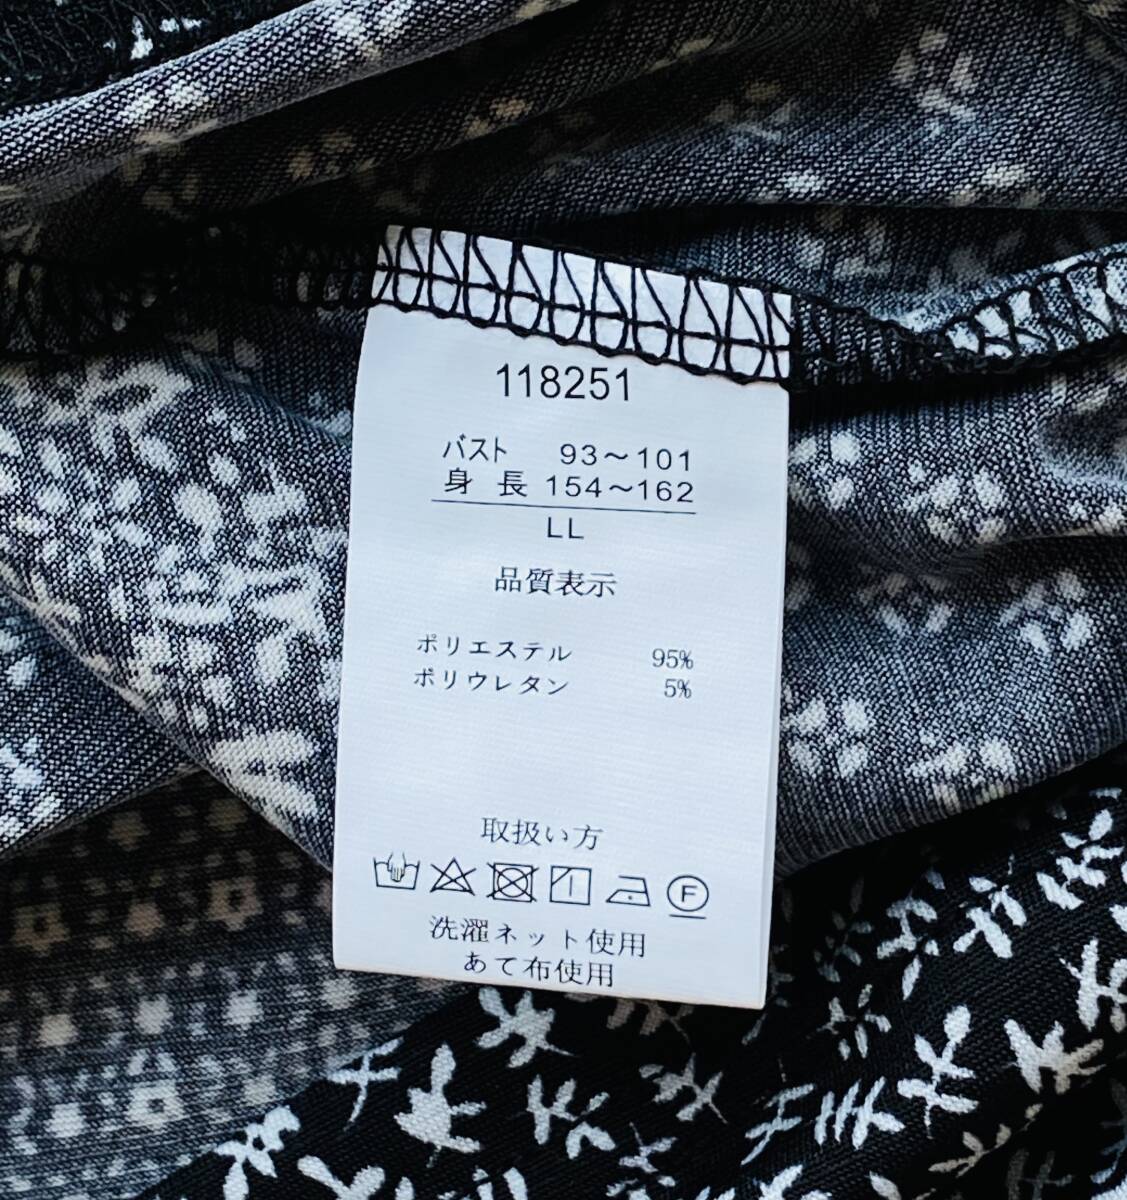 118251
バスト 93～101
身長 154～162
LL
品質表示
ポリエステル 95%
ポリウレタン 5%
取扱い方
F
洗濯ネット使用
あて布使用